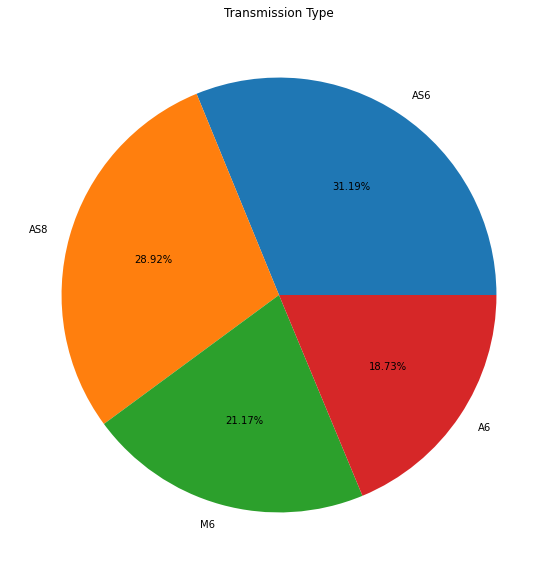 Transmission Type
AS6
31.19%
AS8
28.92%
18.73%
21.17%
A6
M6